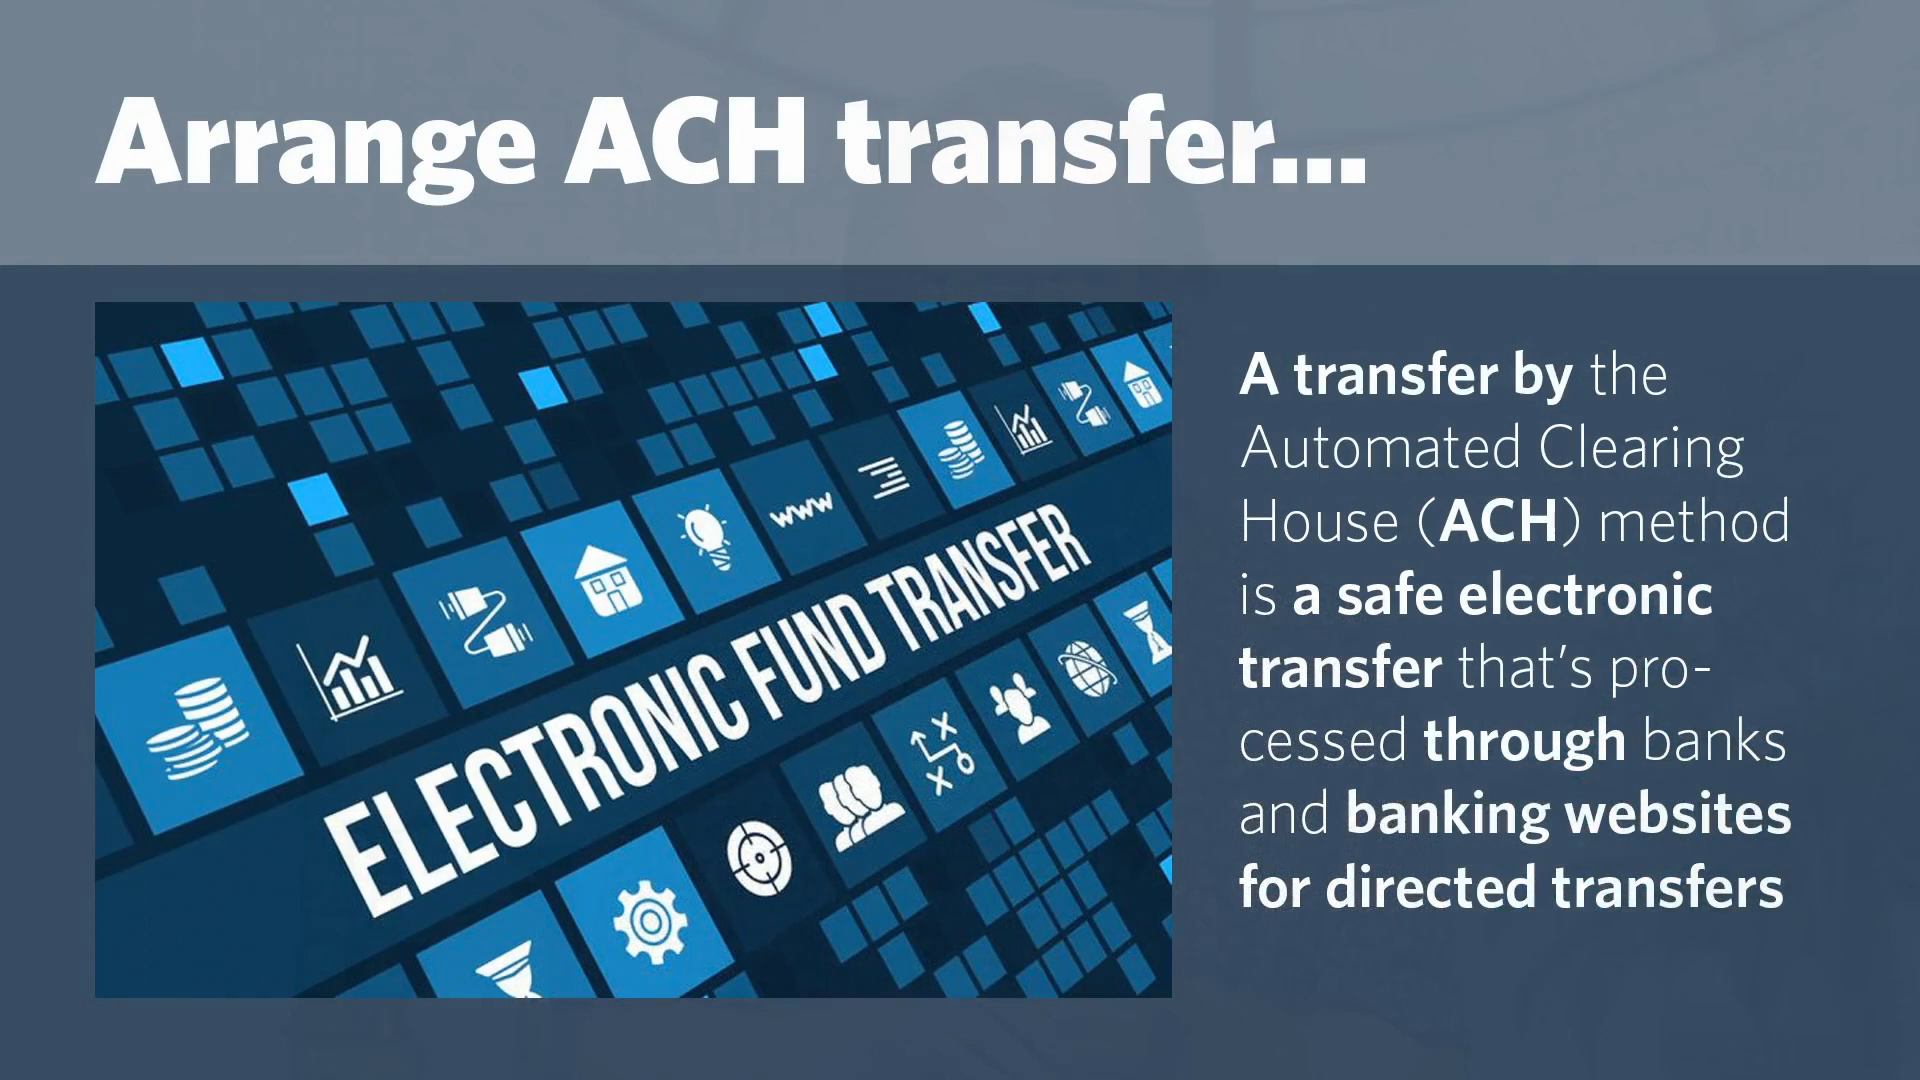 Arrange ACH transfer...
www
ELECTRONIC FUND TRANSFER
A transfer by the
Automated Clearing
House (ACH) method
is a safe electronic
transfer that's pro-
cessed through banks
and banking websites
for directed transfers